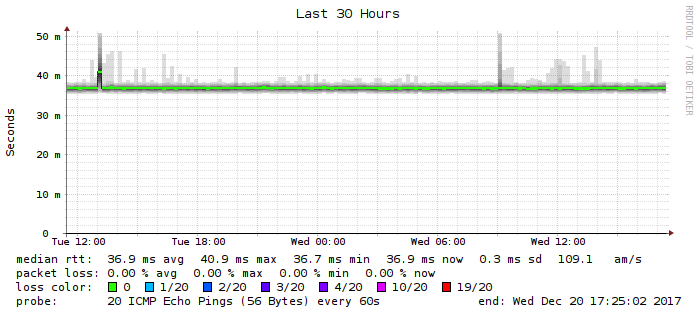 Last 30 Hours
RRDTOOL / TOBI OETIKER
Seconds
50 m
40 m
30 m
20 m
10 m
0
Tue 12:00 Tue 18:00 Wed 00:00 Wed 06:00 Wed 12:00
median rtt: 36.9 ms avg 40.9 ms max 36.7 ms min 36.9 ms now 0.3 ms sd 109.1 am/s
packet loss: 0.00 % avg 0.00 % max 0.00 % min 0.00 % now
loss color: 0 1/20 2/20 3/20 4/20 10/20 19/20
probe: 20 ICMP Echo Pings (56 Bytes) every 60s end: Wed Dec 20 17:25:02 2017